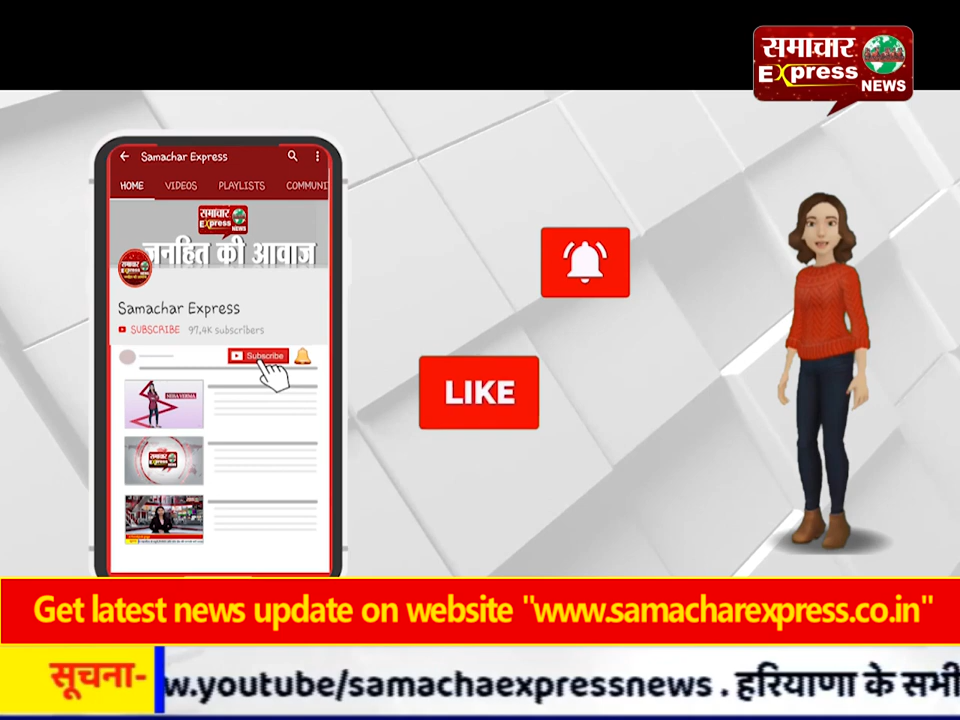 समाचार
Express
NEWS
Samachar Express
HOME VIDEOS PLAYLISTS COMMUNI
समाचार
Express
NEWS
जनहित की आवाज
Samachar Express
SUBSCRIBE 97,4K subscribers
Subscribe
LIKE
Get latest news update on website "www.samacharexpress.co.in"
सूचना- w.youtube/samachaexpressnews . हरियाणा के सभी